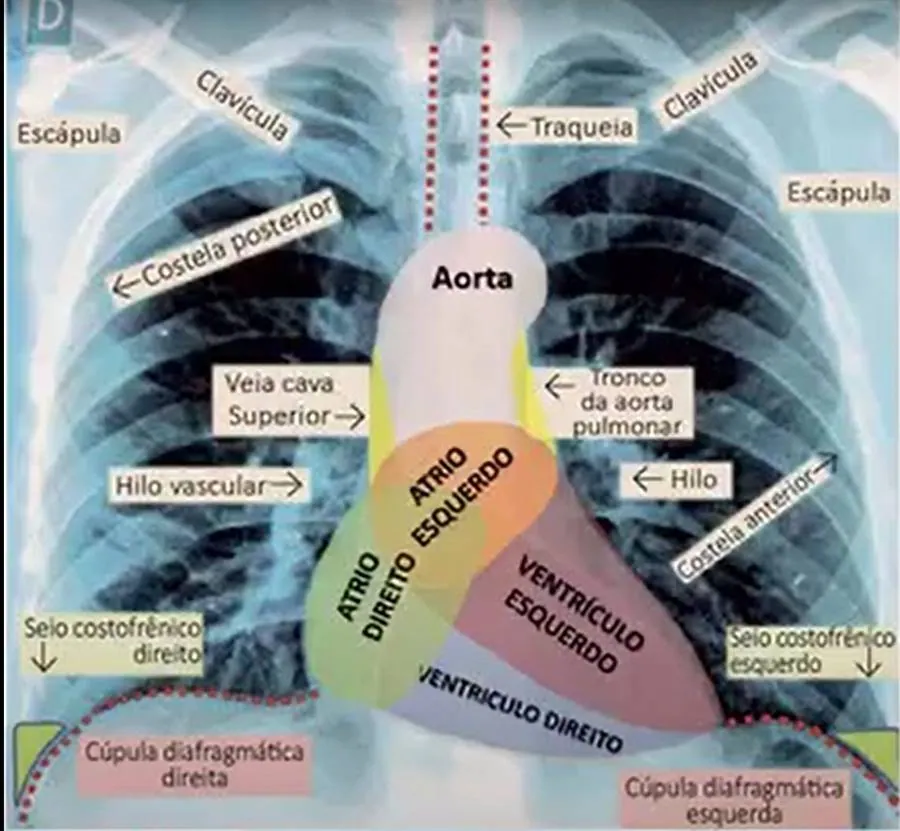 D
Clavícula
Clavícula
Escápula
←Traqueia
Escápula
←Costela posterior
Aorta
Veia cava
Superior→
← Tronco
da aorta
pulmonar
ATRIO
ESQUERDO
Hilo vascular→
← Hilo
Costela anterior→
ATRIO
DIREITO
VENTRÍCULO
ESQUERDO
Seio costofrênico
↓ direito
Seio costofrênico
esquerdo ↓
VENTRICULO DIREITO
Cúpula diafragmática
direita
Cúpula diafragmática
esquerda